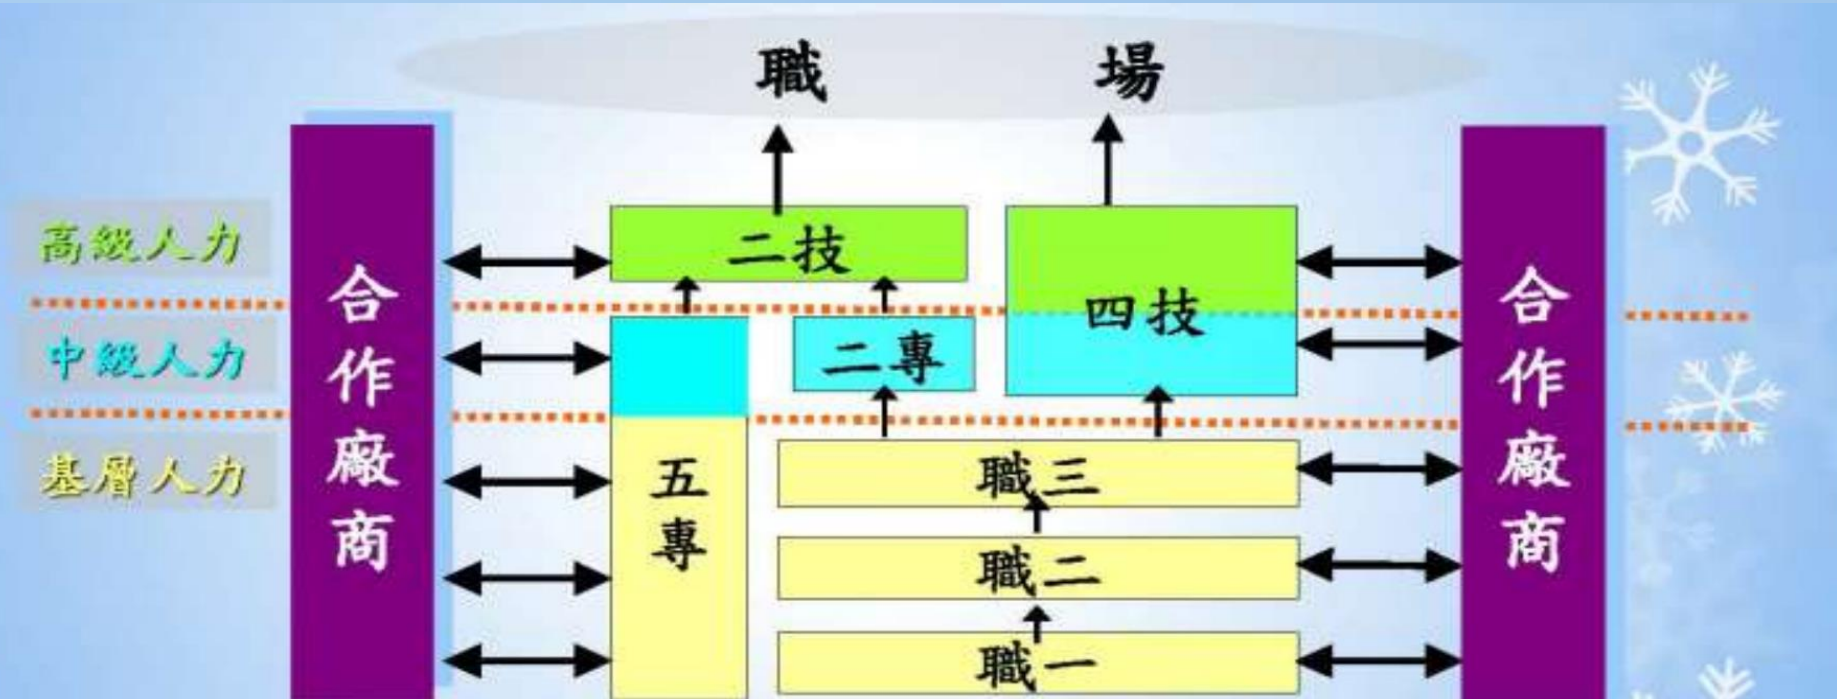 職 場
高級人力
中級人力
基層人力
合作廠商
二技
四技
二專
五專
職三
職二
職一
合作廠商